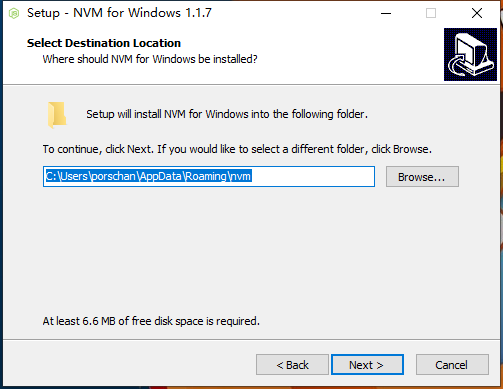 Setup - NVM for Windows 1.1.7
Select Destination Location
Where should NVM for Windows be installed?
Setup will install NVM for Windows into the following folder.
To continue, click Next. If you would like to select a different folder, click Browse.
C:\Users\porschan\AppData\Roaming\nvm
Browse...
At least 6.6 MB of free disk space is required.
< Back
Next >
Cancel